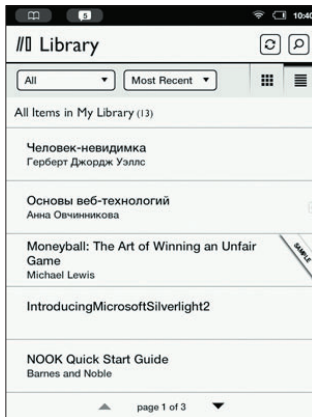 5
10:40
Library
All
Most Recent
All Items in My Library (13)
Человек-невидимка
Герберт Джордж Уэллс
Основы веб-технологий
Анна Овчинникова
Moneyball: The Art of Winning an Unfair
Game
Michael Lewis
SAMPLE
IntroducingMicrosoftSilverlight2
NOOK Quick Start Guide
Barnes and Noble
page 1 of 3